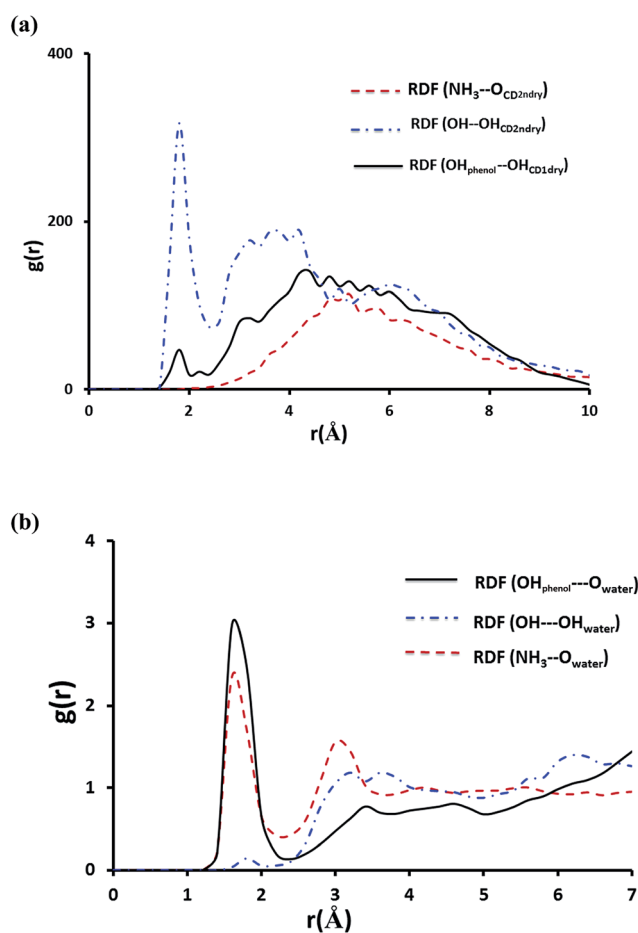 (a)
400
RDF (NH3--OCD2ndry)
RDF (OH--OHCD2ndry)
RDF (OHphenol--OHCD1dry)
g(r)
200
0
0 2 4 6 8 10
r(Å)
(b)
4
RDF (OHphenol---Owater)
RDF (OH---OHwater)
RDF (NH3--Owater)
3
g(r)
2
1
0
0 1 2 3 4 5 6 7
r(Å)